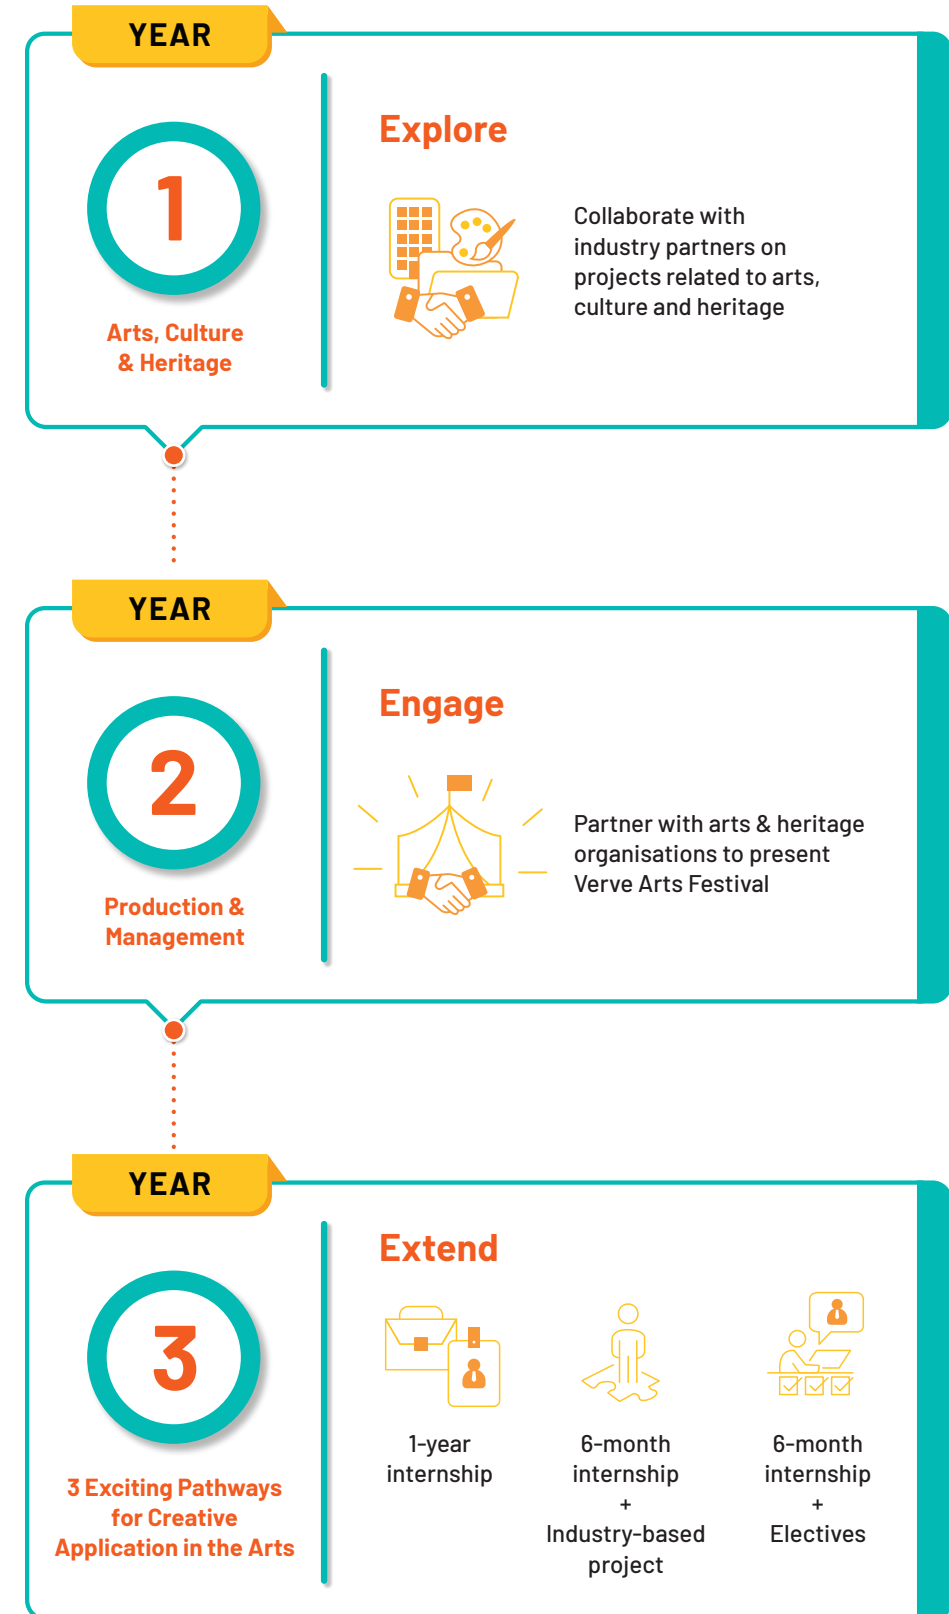 YEAR
1
Arts, Culture
& Heritage
Explore
Collaborate with
industry partners on
projects related to arts,
culture and heritage
YEAR
2
Production &
Management
Engage
Partner with arts & heritage
organisations to present
Verve Arts Festival
YEAR
3
3 Exciting Pathways
for Creative
Application in the Arts
Extend
1-year
internship
6-month
internship
+
Industry-based
project
6-month
internship
+
Electives